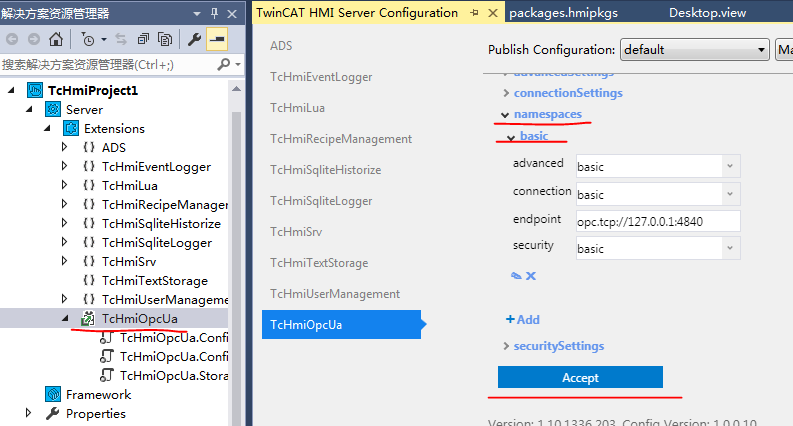 解决方案资源管理器
搜索解决方案资源管理器(Ctrl+;)
TcHmiProject1
Server
Extensions
ADS
TcHmiEventLogger
TcHmiLua
TcHmiRecipeManager
TcHmiSqliteHistorize
TcHmiSqliteLogger
TcHmiSrv
TcHmiTextStorage
TcHmiUserManageme
TcHmiOpcUa
TcHmiOpcUa.Confi
TcHmiOpcUa.Confi
TcHmiOpcUa.Stora
Framework
Properties
TwinCAT HMI Server Configuration
packages.hmipkgs
Desktop.view
ADS
TcHmiEventLogger
TcHmiLua
TcHmiRecipeManagement
TcHmiSqliteHistorize
TcHmiSqliteLogger
TcHmiSrv
TcHmiTextStorage
TcHmiUserManagement
TcHmiOpcUa
Publish Configuration: default Ma
advancedSettings
connectionSettings
namespaces
basic
advanced basic
connection basic
endpoint opc.tcp://127.0.0.1:4840
security basic
+Add
securitySettings
Accept
Version: 1.10.1336.203, Config Version: 1.0.0.10